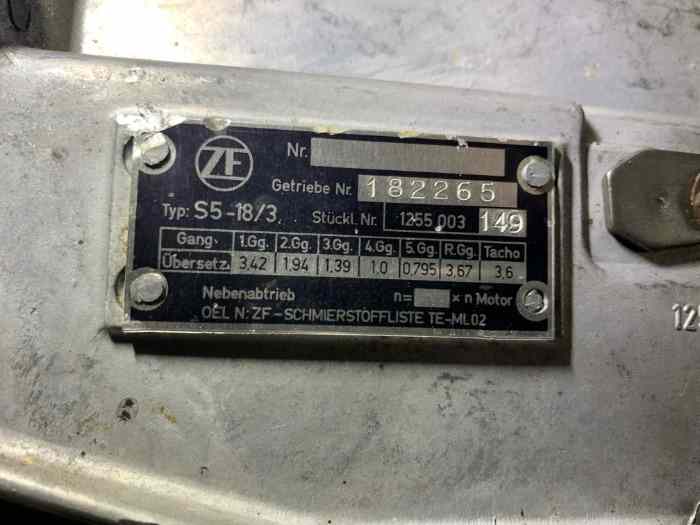 ZF
Nr.
Getriebe Nr. 182265
Typ: S5-18/3 Stückl. Nr. 1255.003 149
Gang 1.Gg. 2.Gg. 3.Gg. 4.Gg. 5.Gg. R.Gg. Tacho
Übersetz. 3,42 1,94 1,39 1,0 0,795 3,67 3,6
Nebenabtrieb n= × n Motor
OEL N: ZF-SCHMIERSTOFFLISTE TE-ML02